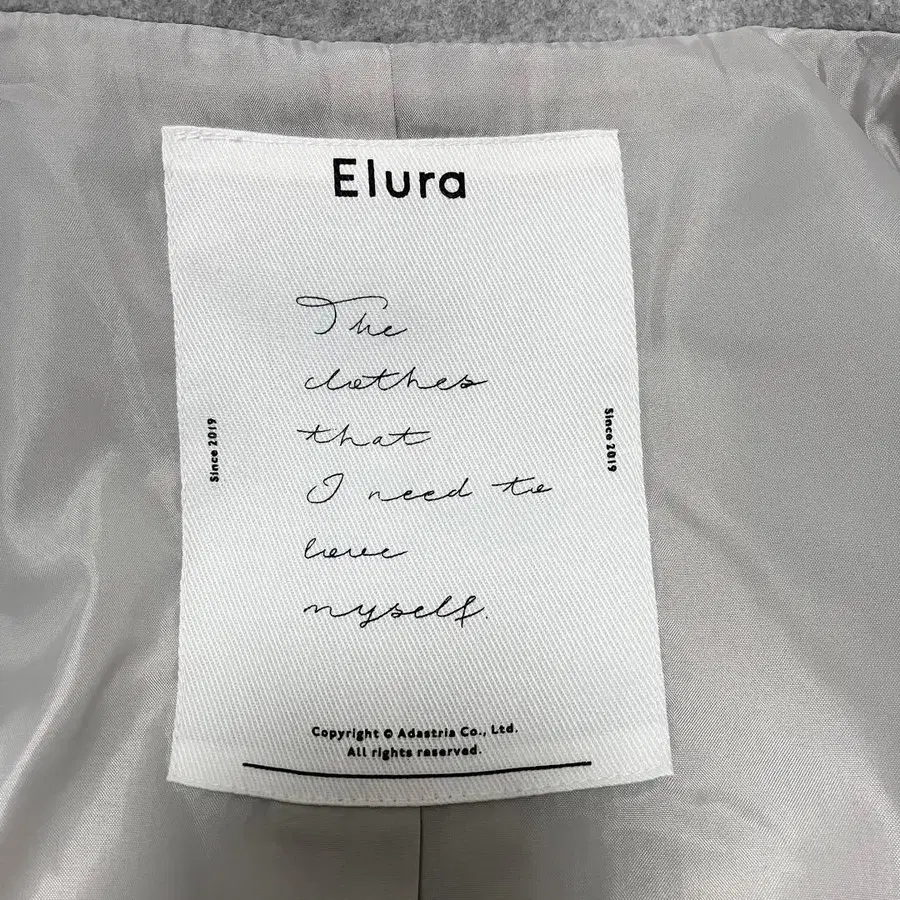 Elura
The
clothes
that
I need to
love
myself.
Since 2019
Since 2019
Copyright © Adastria Co., Ltd.
All rights reserved.